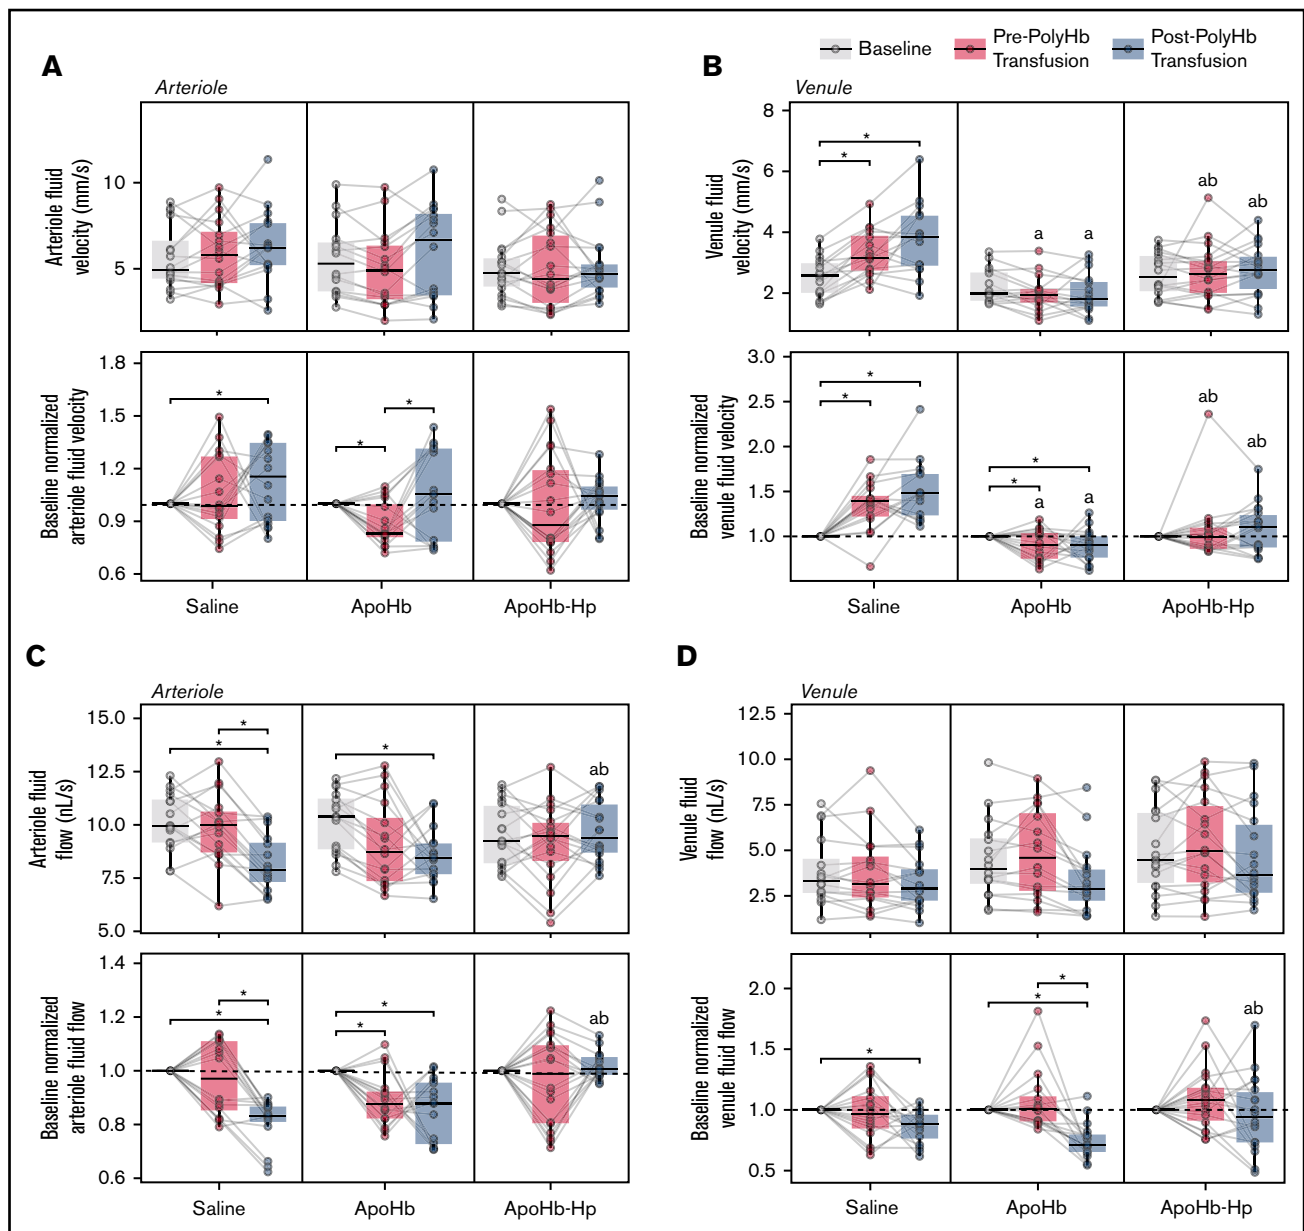 Baseline
Pre-PolyHb
Transfusion
Post-PolyHb
Transfusion
A
Arteriole
Arteriole fluid
velocity (mm/s)
10
5
*
*
*
Baseline normalized
arteriole fluid velocity
1.8
1.5
1.2
0.9
0.6
Saline
ApoHb
ApoHb-Hp
B
Venule
Venule fluid
velocity (mm/s)
8
6
4
2
*
*
a
a
ab
ab
Baseline normalized
venule fluid velocity
3.0
2.5
2.0
1.5
1.0
*
*
*
*
a
a
ab
ab
Saline
ApoHb
ApoHb-Hp
C
Arteriole
Arteriole fluid
flow (nL/s)
15.0
12.5
10.0
7.5
5.0
*
*
*
ab
Baseline normalized
arteriole fluid flow
1.4
1.2
1.0
0.8
0.6
*
*
*
*
ab
Saline
ApoHb
ApoHb-Hp
D
Venule
Venule fluid
flow (nL/s)
12.5
10.0
7.5
5.0
2.5
Baseline normalized
venule fluid flow
2.0
1.5
1.0
0.5
*
*
*
ab
Saline
ApoHb
ApoHb-Hp